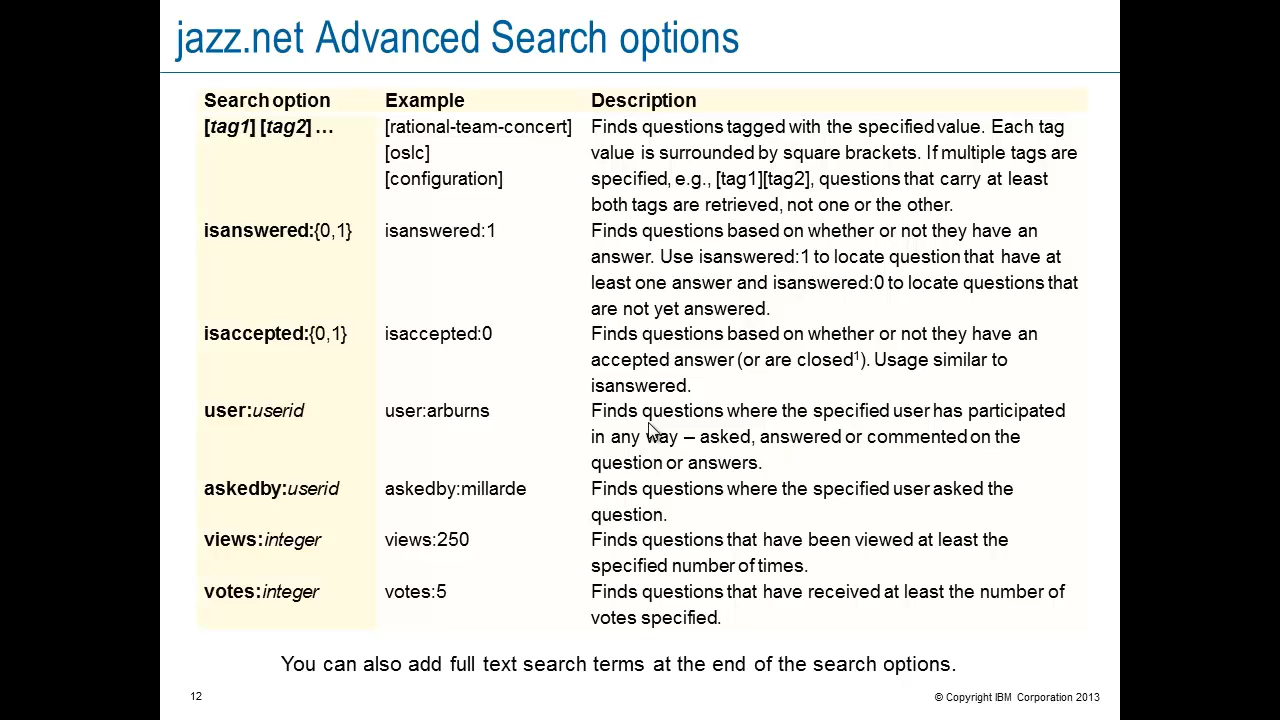 jazz.net Advanced Search options
Search option Example Description
[tag1] [tag2] … [rational-team-concert] Finds questions tagged with the specified value. Each tag
[oslc] value is surrounded by square brackets. If multiple tags are
[configuration] specified, e.g., [tag1][tag2], questions that carry at least
both tags are retrieved, not one or the other.
isanswered:{0,1} isanswered:1 Finds questions based on whether or not they have an
answer. Use isanswered:1 to locate question that have at
least one answer and isanswered:0 to locate questions that
are not yet answered.
isaccepted:{0,1} isaccepted:0 Finds questions based on whether or not they have an
accepted answer (or are closed¹). Usage similar to
isanswered.
user:userid user:arburns Finds questions where the specified user has participated
in any way – asked, answered or commented on the
question or answers.
askedby:userid askedby:millarde Finds questions where the specified user asked the
question.
views:integer views:250 Finds questions that have been viewed at least the
specified number of times.
votes:integer votes:5 Finds questions that have received at least the number of
votes specified.
You can also add full text search terms at the end of the search options.
12 © Copyright IBM Corporation 2013